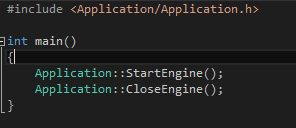 #include <Application/Application.h>
int main()
{
Application::StartEngine();
Application::CloseEngine();
}